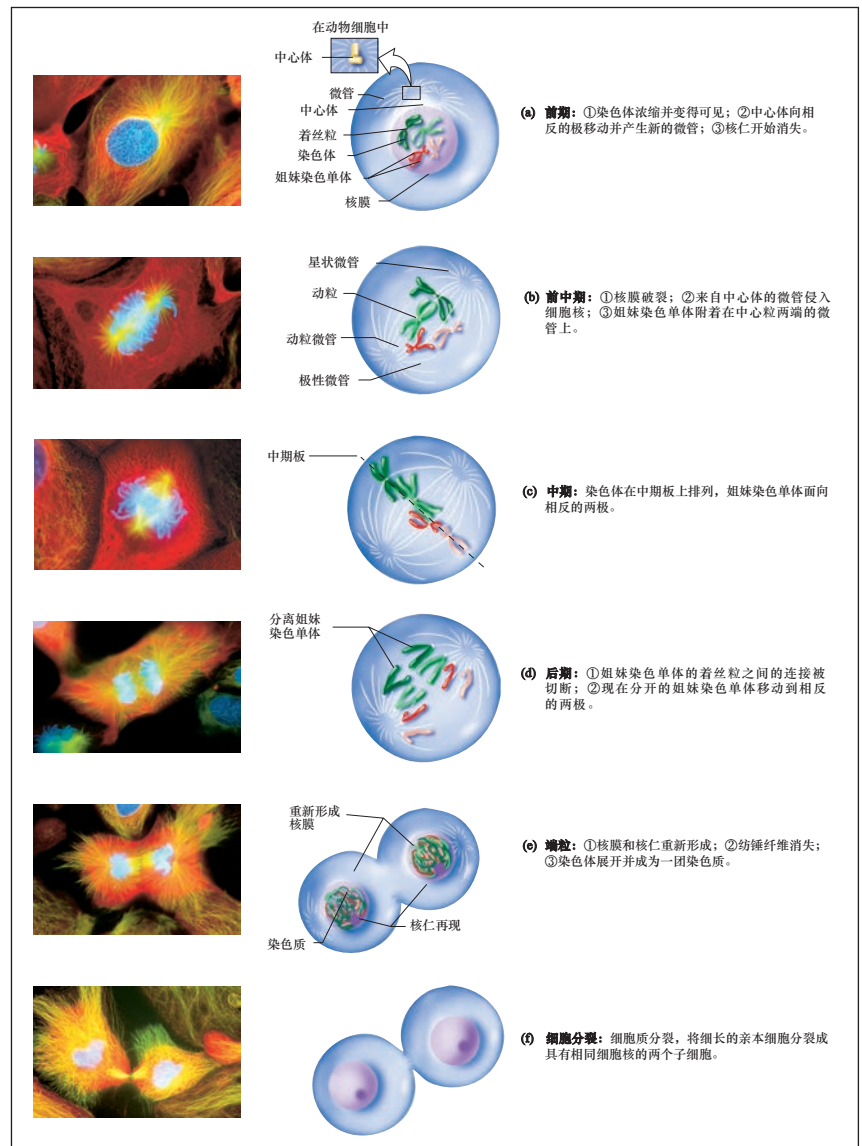 在动物细胞中
中心体
微管
中心体
着丝粒
染色体
姐妹染色单体
核膜
(a) 前期：①染色体浓缩并变得可见；②中心体向相
反的极移动并产生新的微管；③核仁开始消失。
星状微管
动粒
动粒微管
极性微管
(b) 前中期：①核膜破裂；②来自中心体的微管侵入
细胞核；③姐妹染色单体附着在中心粒两端的微
管上。
中期板
(c) 中期：染色体在中期板上排列，姐妹染色单体面向
相反的两极。
分离姐妹
染色单体
(d) 后期：①姐妹染色单体的着丝粒之间的连接被
切断；②现在分开的姐妹染色单体移动到相反
的两极。
重新形成
核膜
核仁再现
染色质
(e) 端粒：①核膜和核仁重新形成；②纺锤纤维消失；
③染色体展开并成为一团染色质。
(f) 细胞分裂：细胞质分裂，将细长的亲本细胞分裂成
具有相同细胞核的两个子细胞。